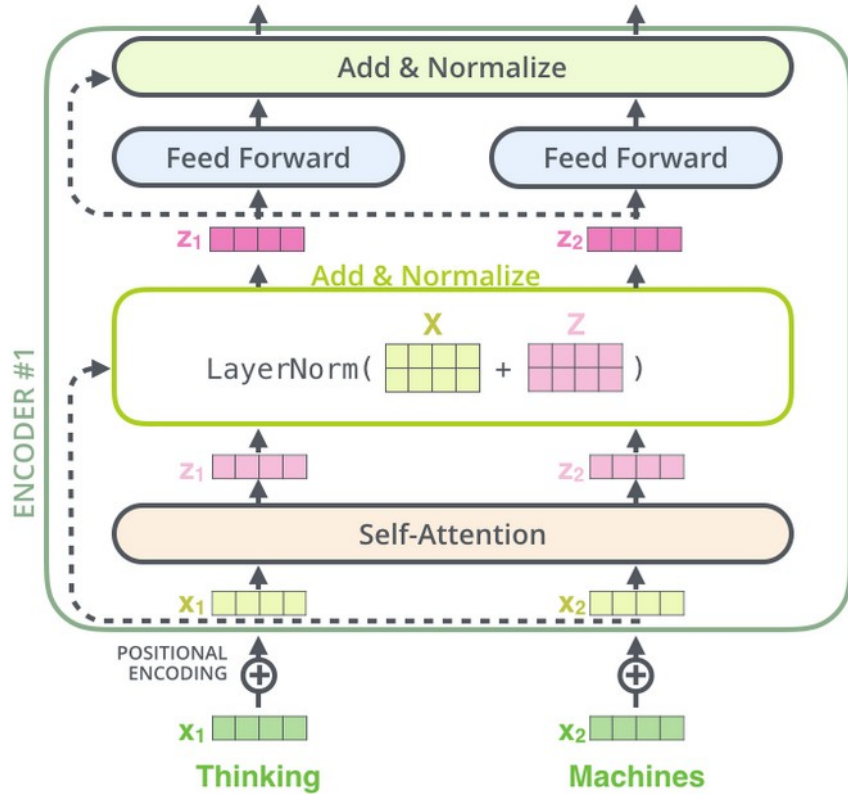 Add & Normalize
Feed Forward Feed Forward
z1 z2
Add & Normalize
X Z
LayerNorm( + )
ENCODER #1
z1 z2
Self-Attention
x1 x2
POSITIONAL
ENCODING
+ +
x1 x2
Thinking Machines